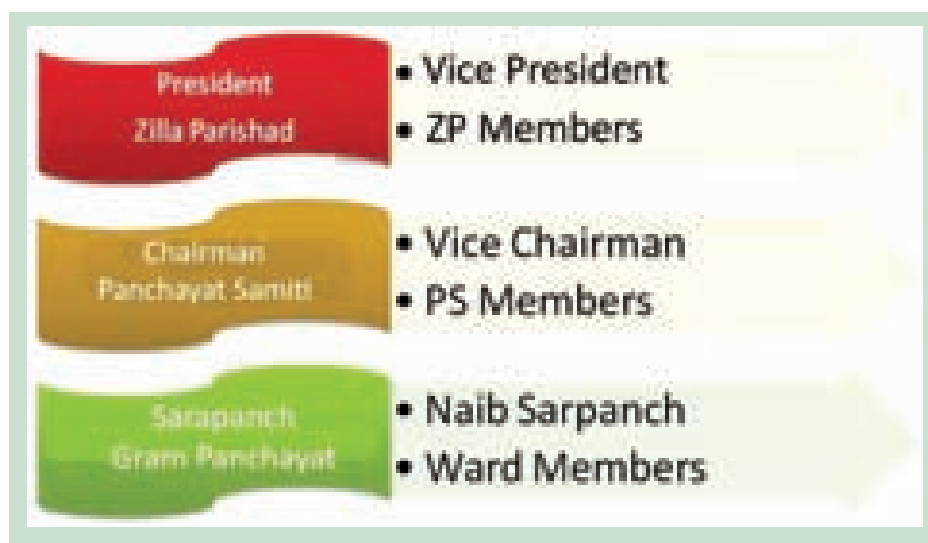 President
Zilla Parishad
• Vice President
• ZP Members
Chairman
Panchayat Samiti
• Vice Chairman
• PS Members
Sarapanch
Gram Panchayat
• Naib Sarpanch
• Ward Members